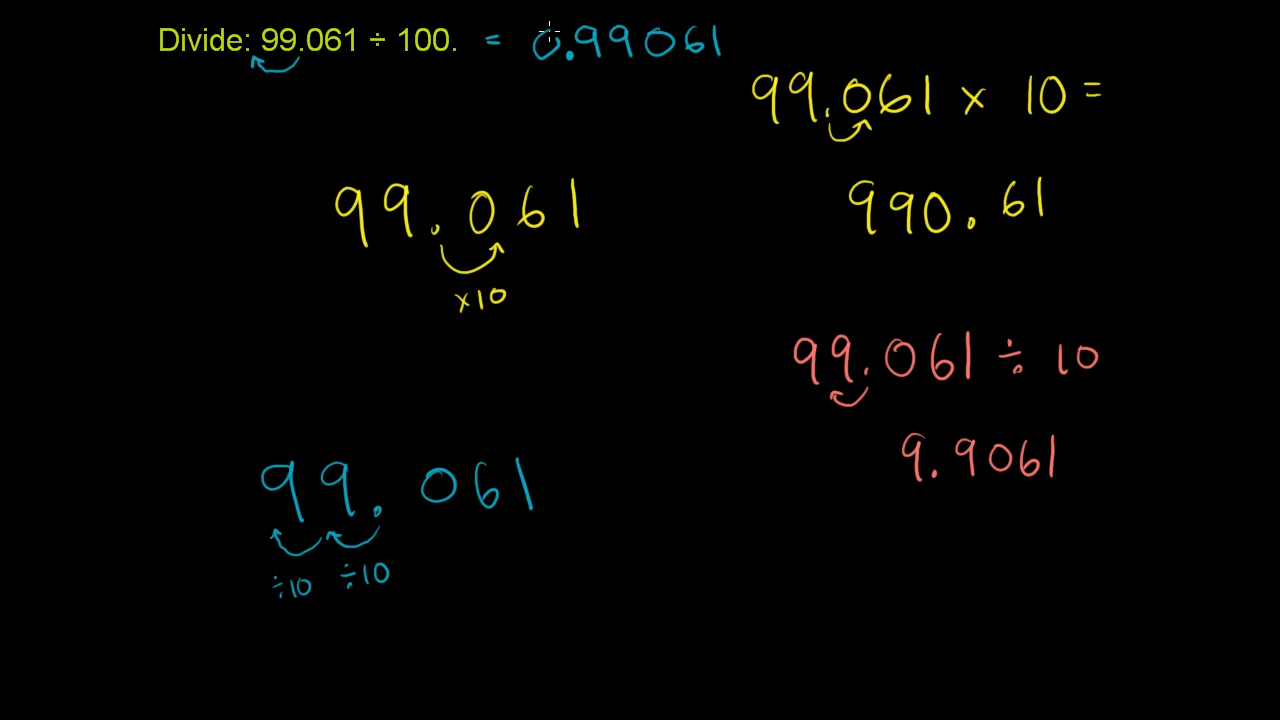 Divide: 99.061 ÷ 100. = 0.99061
99.061 x 10 =
99.061
990.61
x10
99.061 ÷ 10
9.9061
99.061
÷10 ÷10